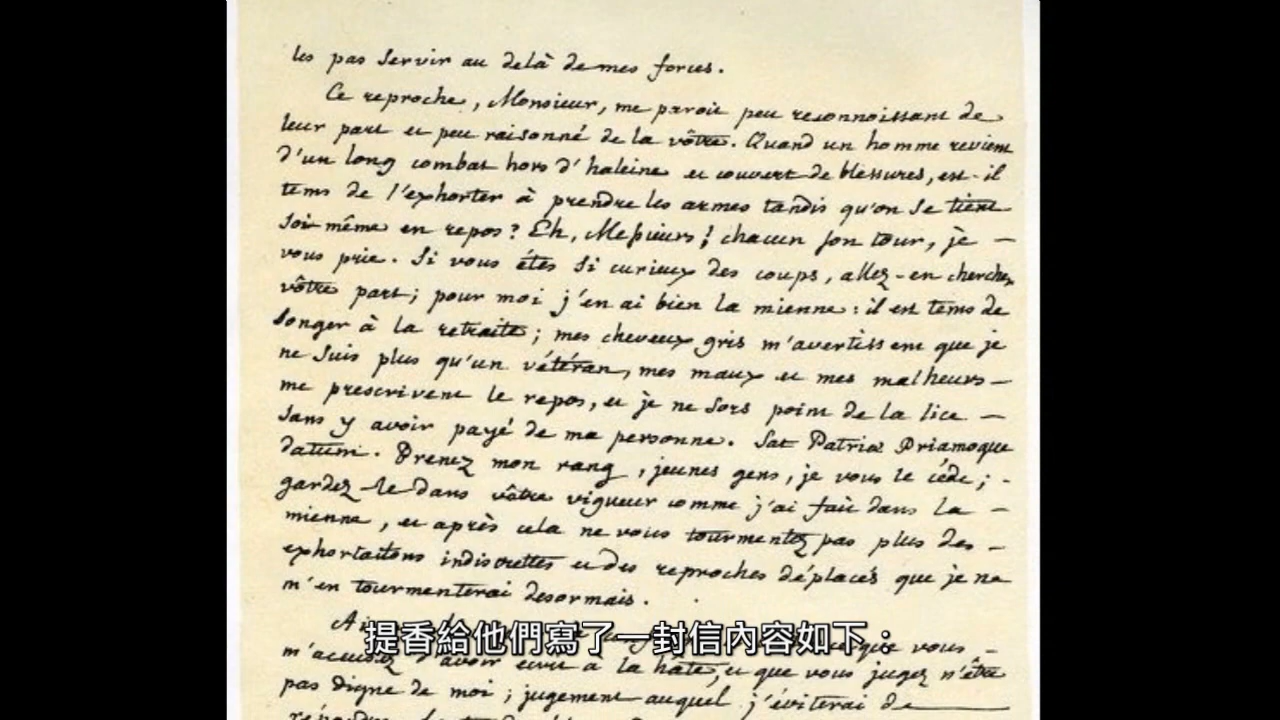 les pas servir au delà de mes forces.
Ce reproche, Monsieur, me paroit peu reconnoissant de
leur part et peu raisonné de la vôtre. Quand un homme revient
d'un long combat hors d'haleine et couvert de blessures, est-il
tems de l'exhorter à prendre les armes tandis qu'on se tient
soi-même en repos? Eh, Messieurs! chacun son tour, je —
vous prie. Si vous étes si curieux des coups, allez-en chercher
vôtre part; pour moi j'en ai bien la mienne: il est tems de
songer à la retraite; mes cheveux gris m'avertissent que je
ne suis plus qu'un vétéran, mes maux et mes malheurs —
me prescrivent le repos, et je ne sors point de la lice —
sans y avoir payé de ma personne. Sat Patriæ Priamoque
datum. Prenez mon rang, jeunes gens, je vous le cède; -
gardez-le dans vôtre vigueur comme j'ai fait dans la —
mienne, et après cela ne vous tourmentez pas plus des —
exhortations indiscrettes et des reproches déplacés que je ne
m'en tourmenterai desormais.
vous —
提香給他們寫了一封信內容如下：
m'accusez d'avoir écrit à la hâte, et que vous jugez n'être
pas digne de moi; jugement auquel j'éviterai de